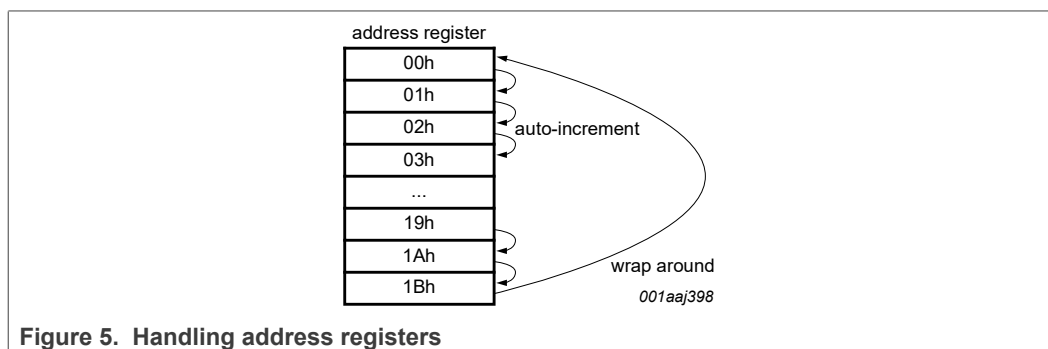 address register
00h
01h
02h
auto-increment
03h
...
19h
1Ah
wrap around
1Bh
001aaj398
Figure 5. Handling address registers